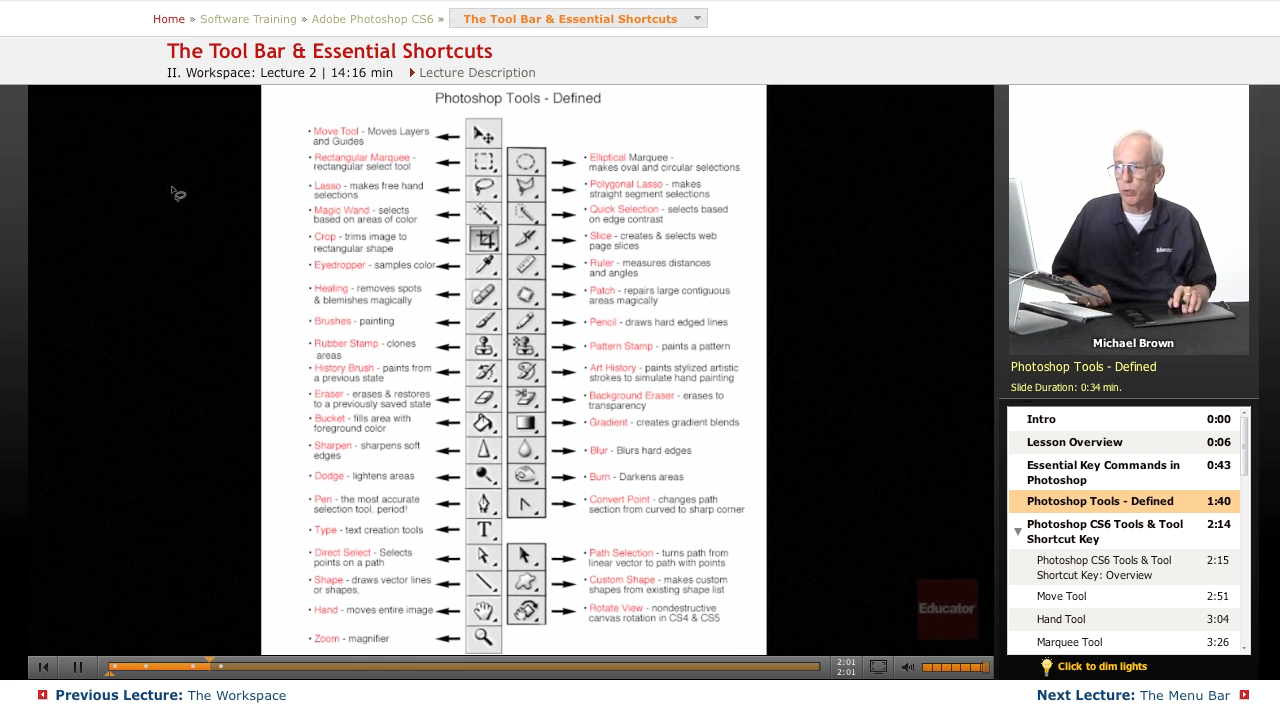 Home » Software Training » Adobe Photoshop CS6 » The Tool Bar & Essential Shortcuts
The Tool Bar & Essential Shortcuts
II. Workspace: Lecture 2 | 14:16 min Lecture Description
Photoshop Tools - Defined
• Move Tool - Moves Layers
and Guides
• Rectangular Marquee -
rectangular select tool
• Lasso - makes free hand
selections
• Magic Wand - selects
based on areas of color
• Crop - trims image to
rectangular shape
• Eyedropper - samples color
• Healing - removes spots
& blemishes magically
• Brushes - painting
• Rubber Stamp - clones
areas
• History Brush - paints from
a previous state
• Eraser - erases & restores
to a previously saved state
• Bucket - fills area with
foreground color
• Sharpen - sharpens soft
edges
• Dodge - lightens areas
• Pen - the most accurate
selection tool, period!
• Type - text creation tools
• Direct Select - Selects
points on a path
• Shape - draws vector lines
or shapes.
• Hand - moves entire image
• Zoom - magnifier
T
• Elliptical Marquee -
makes oval and circular selections
• Polygonal Lasso - makes
straight segment selections
• Quick Selection - selects based
on edge contrast
• Slice - creates & selects web
page slices
• Ruler - measures distances
and angles
• Patch - repairs large contiguous
areas magically
• Pencil - draws hard edged lines
• Pattern Stamp - paints a pattern
• Art History - paints stylized artistic
strokes to simulate hand painting
• Background Eraser - erases to
transparency
• Gradient - creates gradient blends
• Blur - Blurs hard edges
• Burn - Darkens areas
• Convert Point - changes path
section from curved to sharp corner
• Path Selection - turns path from
linear vector to path with points
• Custom Shape - makes custom
shapes from existing shape list
• Rotate View - nondestructive
canvas rotation in CS4 & CS5
Educator
Michael Brown
Photoshop Tools - Defined
Slide Duration: 0:34 min.
Intro 0:00
Lesson Overview 0:06
Essential Key Commands in 0:43
Photoshop
Photoshop Tools - Defined 1:40
Photoshop CS6 Tools & Tool 2:14
Shortcut Key
Photoshop CS6 Tools & Tool 2:15
Shortcut Key: Overview
Move Tool 2:51
Hand Tool 3:04
Marquee Tool 3:26
2:01
2:01
Click to dim lights
Previous Lecture: The Workspace
Next Lecture: The Menu Bar